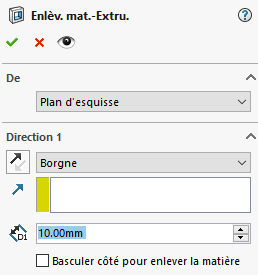 Enlèv. mat.-Extru.
De
Plan d'esquisse
Direction 1
Borgne
D1
10.00mm
Basculer côté pour enlever la matière